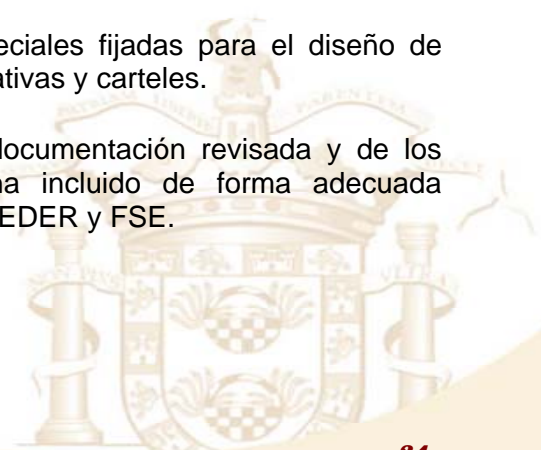 eciales fijadas para el diseño de
ativas y carteles.
documentación revisada y de los
na incluido de forma adecuada
EDER y FSE.